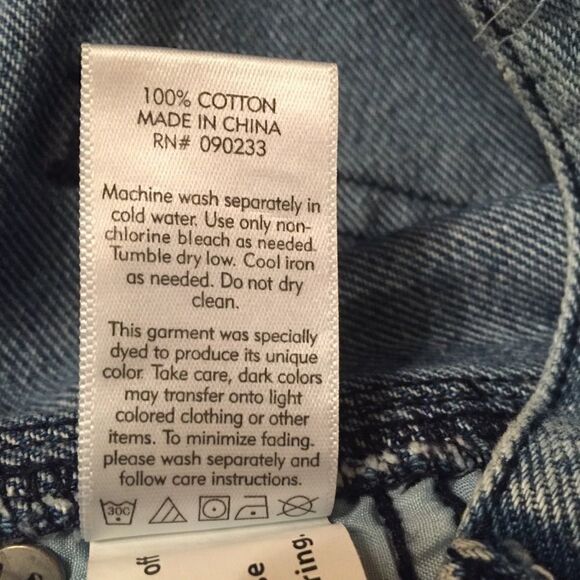 100% COTTON
MADE IN CHINA
RN# 090233
Machine wash separately in
cold water. Use only non-
chlorine bleach as needed.
Tumble dry low. Cool iron
as needed. Do not dry
clean.
This garment was specially
dyed to produce its unique
color. Take care, dark colors
may transfer onto light
colored clothing or other
items. To minimize fading.
please wash separately and
follow care instructions.
30C
off
ring.